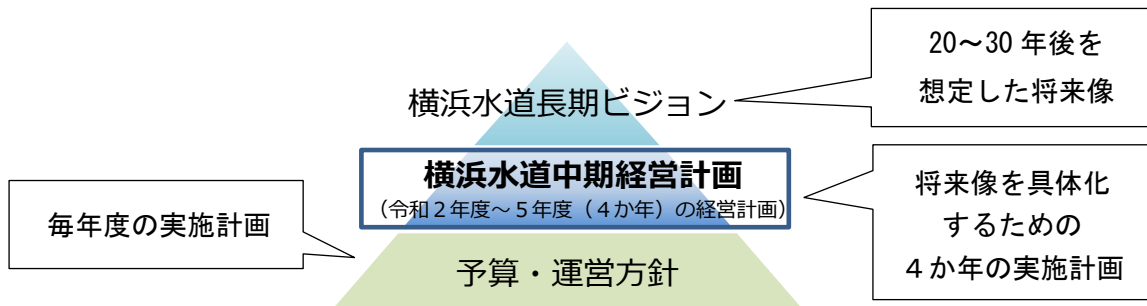 20～30 年後を
想定した将来像
横浜水道長期ビジョン
横浜水道中期経営計画
（令和２年度～５年度（４か年）の経営計画）
将来像を具体化
するための
４か年の実施計画
毎年度の実施計画
予算・運営方針